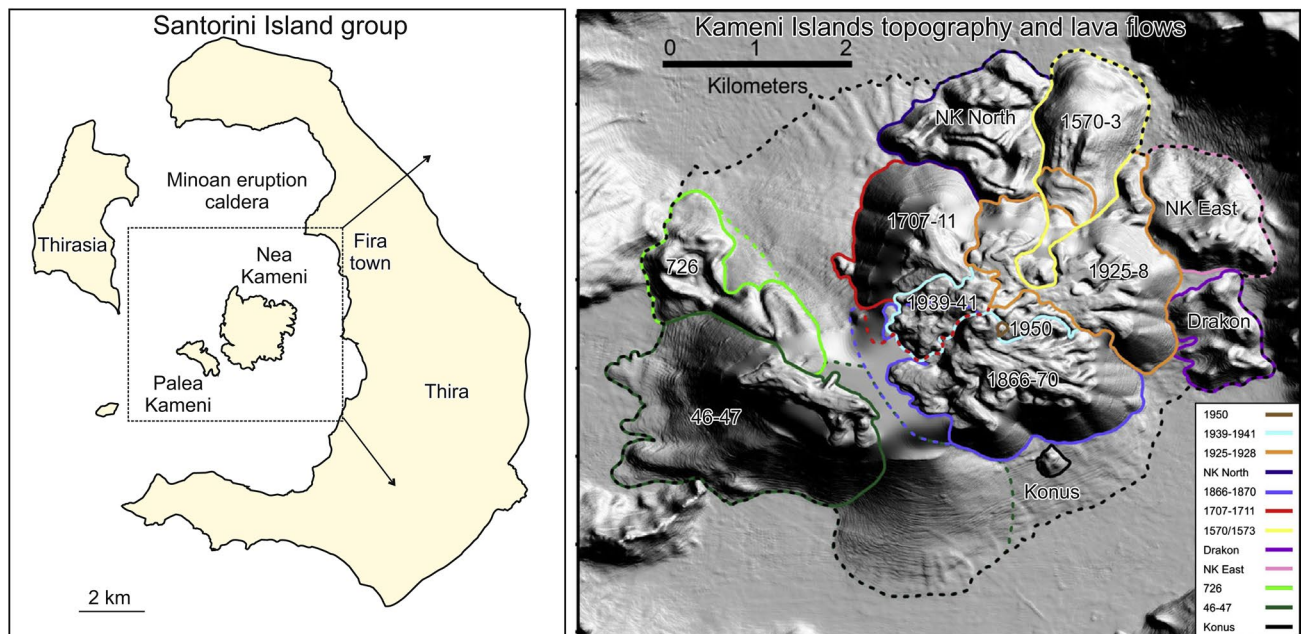 Santorini Island group
Minoan eruption
caldera
Thirasia
Nea
Kameni
Fira
town
Palea
Kameni
Thira
2 km
Kameni Islands topography and lava flows
0 1 2
Kilometers
NK North
1570-3
1707-11
NK East
726
1925-8
1939-41
1950
Drakon
1866-70
46-47
Konus
1950
1939-1941
1925-1928
NK North
1866-1870
1707-1711
1570/1573
Drakon
NK East
726
46-47
Konus